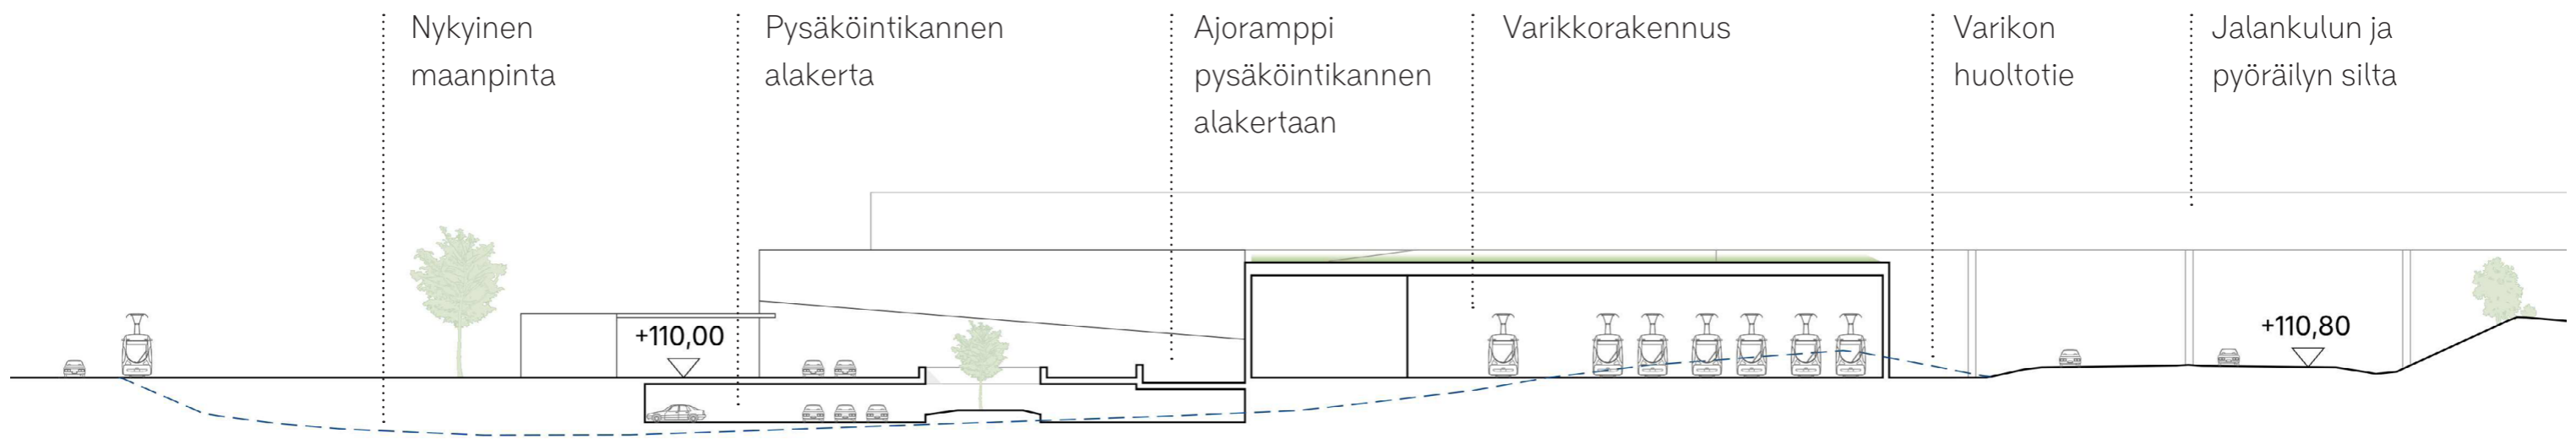 Nykyinen
maanpinta
Pysäköintikannen
alakerta
Ajoramppi
pysäköintikannen
alakertaan
Varikkorakennus
Varikon
huoltotie
Jalankulun ja
pyöräilyn silta
+110,00
+110,80